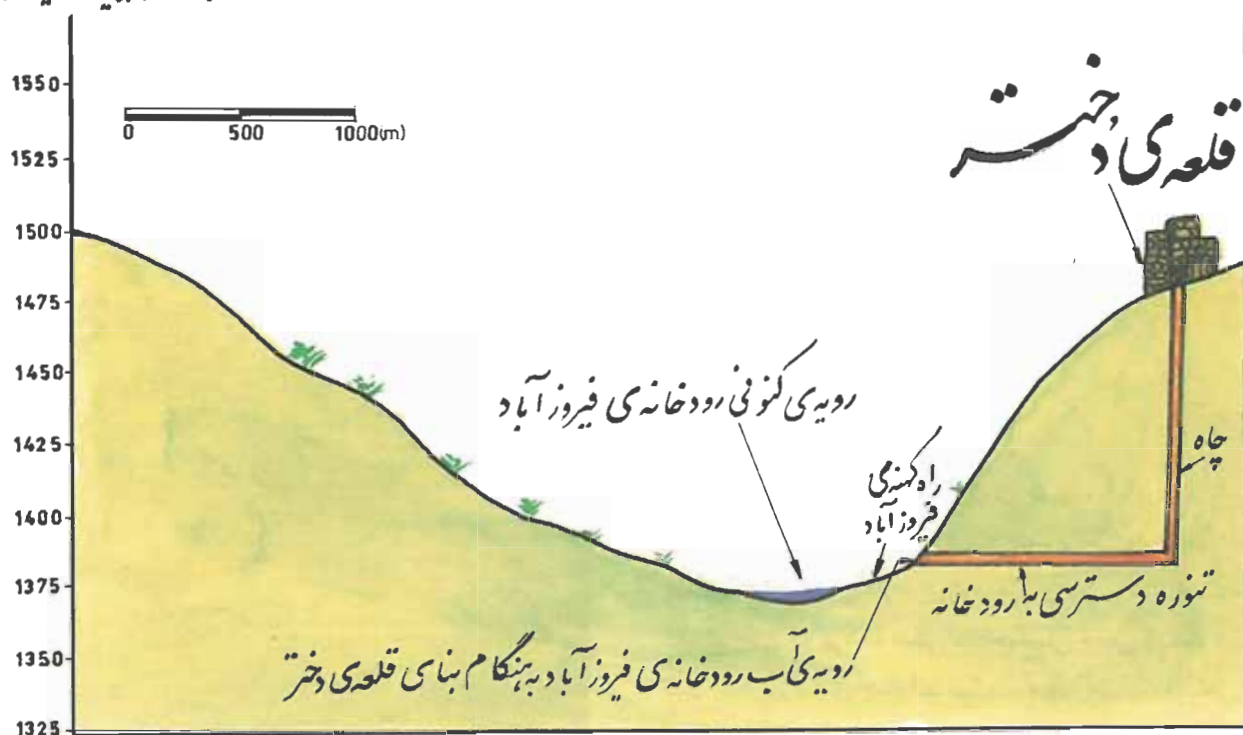 1550
0 500 1000(m)
1525
1500
1475
1450
1425
1400
1375
1350
1325
قلعه‌ی دُختر
رویه‌ی کنونی رودخانه‌ی فیروزآباد
راه کهنه‌ی
فیروزآباد
چاه
تنوره دسترسی به رودخانه
رویه‌ی آب رودخانه‌ی فیروزآباد به هنگام بنای قلعه‌ی دختر